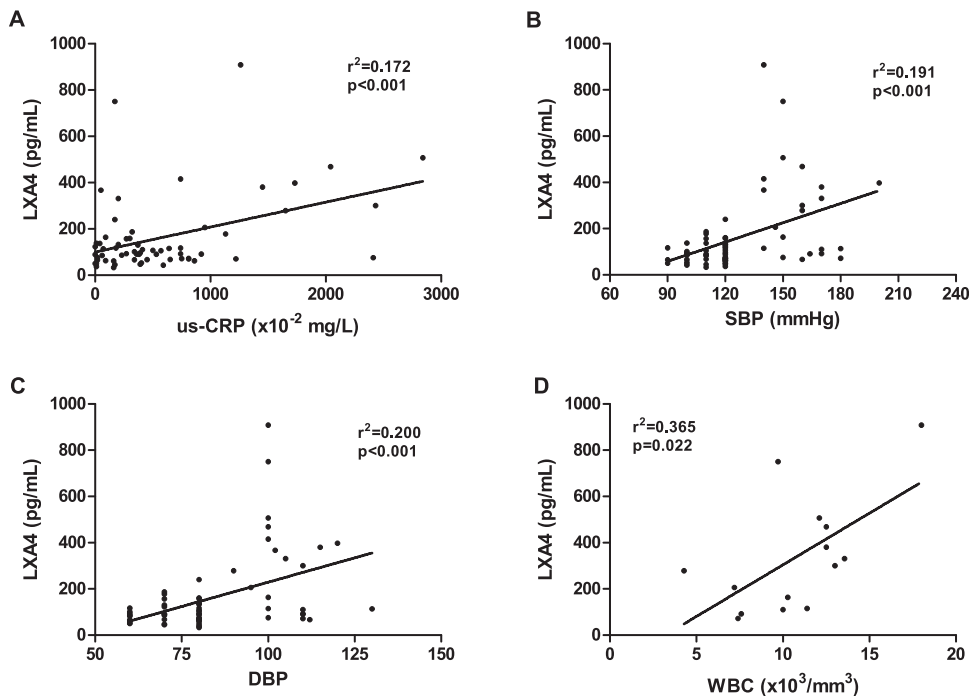 A
1000
800
600
400
200
0
LXA4 (pg/mL)
r²=0.172
p<0.001
0
1000
2000
3000
us-CRP (x10⁻² mg/L)
B
1000
800
600
400
200
0
LXA4 (pg/mL)
r²=0.191
p<0.001
60
90
120
150
180
210
240
SBP (mmHg)
C
1000
800
600
400
200
0
LXA4 (pg/mL)
r²=0.200
p<0.001
50
75
100
125
150
DBP
D
1000
800
600
400
200
0
LXA4 (pg/mL)
r²=0.365
p=0.022
0
5
10
15
20
WBC (x10³/mm³)